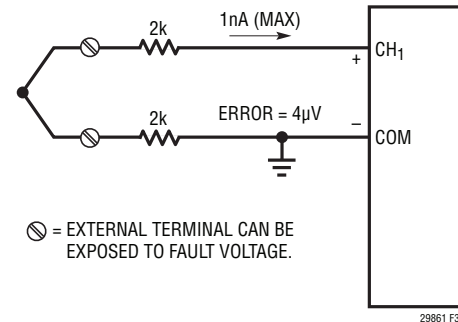 2k
1nA (MAX)
+
CH1
2k
ERROR = 4µV
–
COM
= EXTERNAL TERMINAL CAN BE
EXPOSED TO FAULT VOLTAGE.
29861 F3